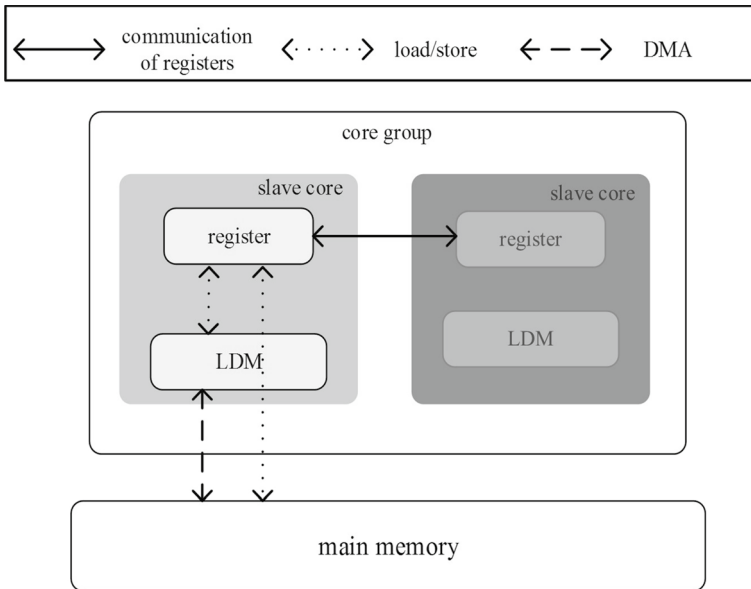 communication
of registers
load/store
DMA
core group
slave core
slave core
register
register
LDM
LDM
main memory